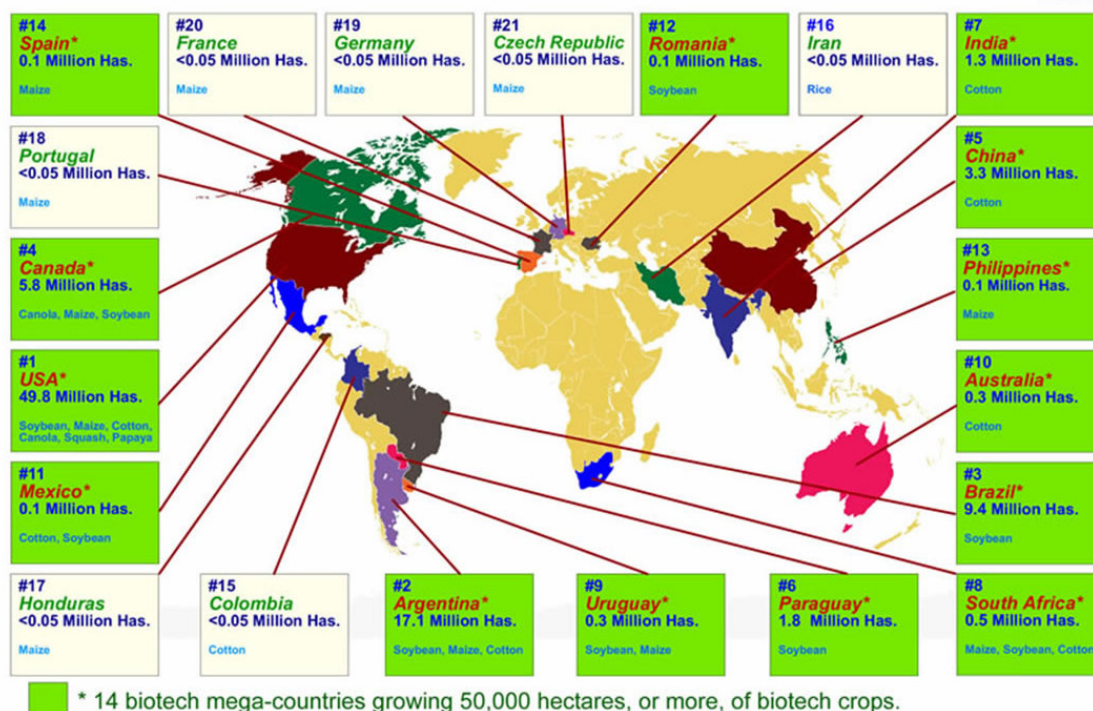 #14
Spain*
0.1 Million Has.
Maize
#20
France
<0.05 Million Has.
Maize
#19
Germany
<0.05 Million Has.
Maize
#21
Czech Republic
<0.05 Million Has.
Maize
#12
Romania*
0.1 Million Has.
Soybean
#16
Iran
<0.05 Million Has.
Rice
#7
India*
1.3 Million Has.
Cotton
#18
Portugal
<0.05 Million Has.
Maize
#5
China*
3.3 Million Has.
Cotton
#4
Canada*
5.8 Million Has.
Canola, Maize, Soybean
#13
Philippines*
0.1 Million Has.
Maize
#1
USA*
49.8 Million Has.
Soybean, Maize, Cotton,
Canola, Squash, Papaya
#10
Australia*
0.3 Million Has.
Cotton
#11
Mexico*
0.1 Million Has.
Cotton, Soybean
#3
Brazil*
9.4 Million Has.
Soybean
#17
Honduras
<0.05 Million Has.
Maize
#15
Colombia
<0.05 Million Has.
Cotton
#2
Argentina*
17.1 Million Has.
Soybean, Maize, Cotton
#9
Uruguay*
0.3 Million Has.
Soybean, Maize
#6
Paraguay*
1.8 Million Has.
Soybean
#8
South Africa*
0.5 Million Has.
Maize, Soybean, Cotton
* 14 biotech mega-countries growing 50,000 hectares, or more, of biotech crops.